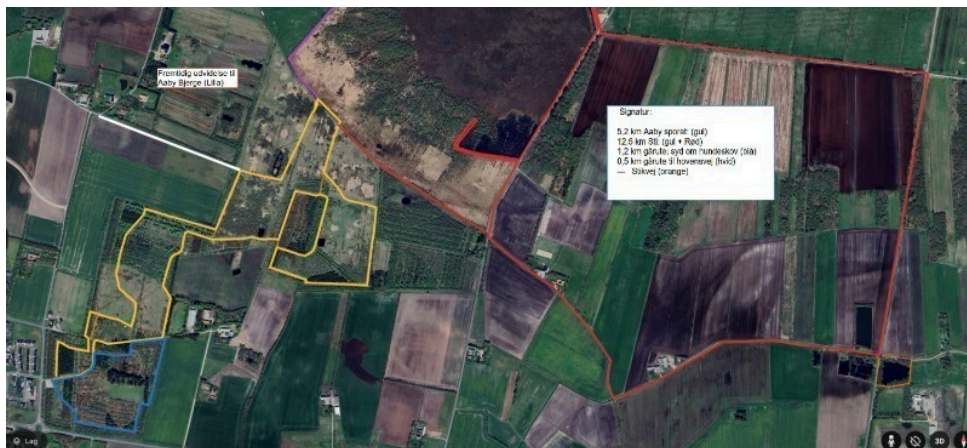 Fremtidig udvidelse til
Aaby Bjerge (Lilla)
Signatur:
5,2 km Aaby sporet: (gul)
12,5 km Sti: (gul + Rød)
1,2 km gårute: syd om hundeskov (blå)
0,5 km gårute til hovensvej (hvid)
— Stikvej (orange)
Lag
3D